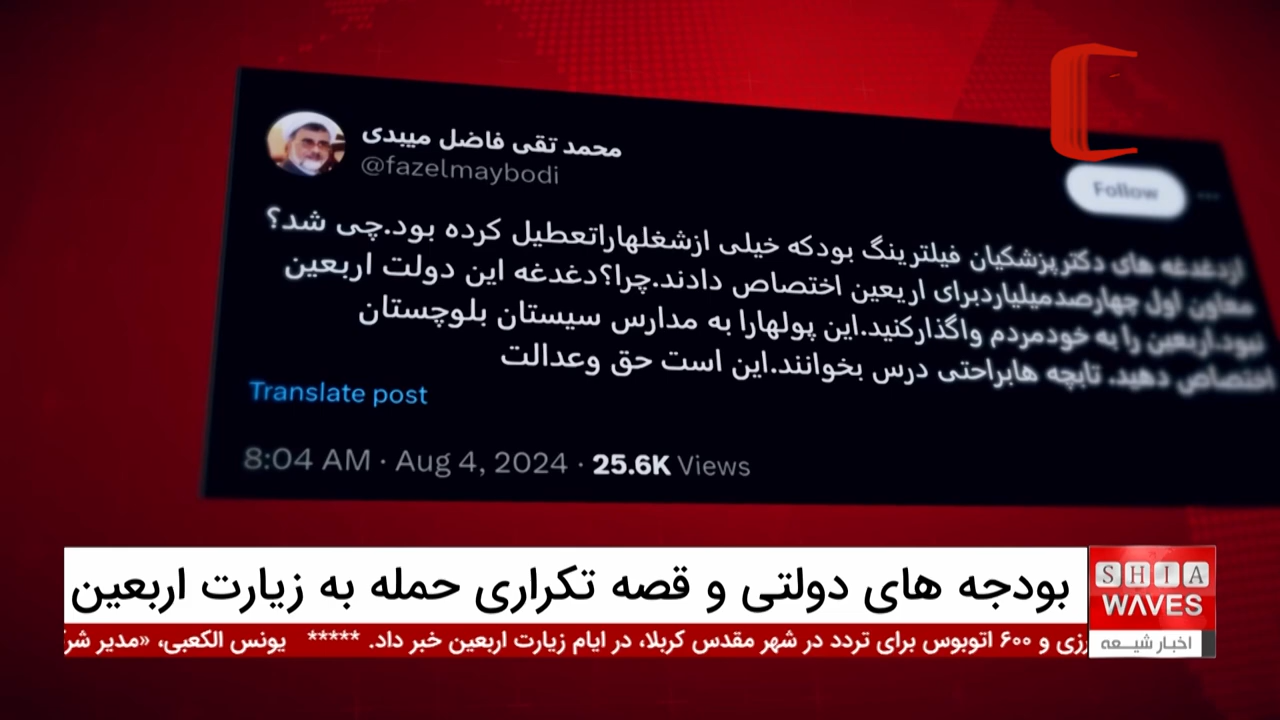 محمد تقی فاضل میبدی
@fazelmaybodi
Follow
ازدغدغه های دکترپزشکیان فیلترینگ بودکه خیلی ازشغلهاراتعطیل کرده بود.چی شد؟
معاون اول چهارصدمیلیاردبرای اربعین اختصاص دادند.چرا؟دغدغه این دولت اربعین
نبود.اربعین را به خودمردم واگذارکنید.این پولهارا به مدارس سیستان بلوچستان
اختصاص دهید. تابچه هابراحتی درس بخوانند.این است حق وعدالت
Translate post
8:04 AM · Aug 4, 2024 · 25.6K Views
بودجه های دولتی و قصه تکراری حمله به زیارت اربعین
SHIA
WAVES
اخبار شیعه
رزی و ۶۰۰ اتوبوس برای تردد در شهر مقدس کربلا، در ایام زیارت اربعین خبر داد. ***** یونس الکعبی، «مدیر شر